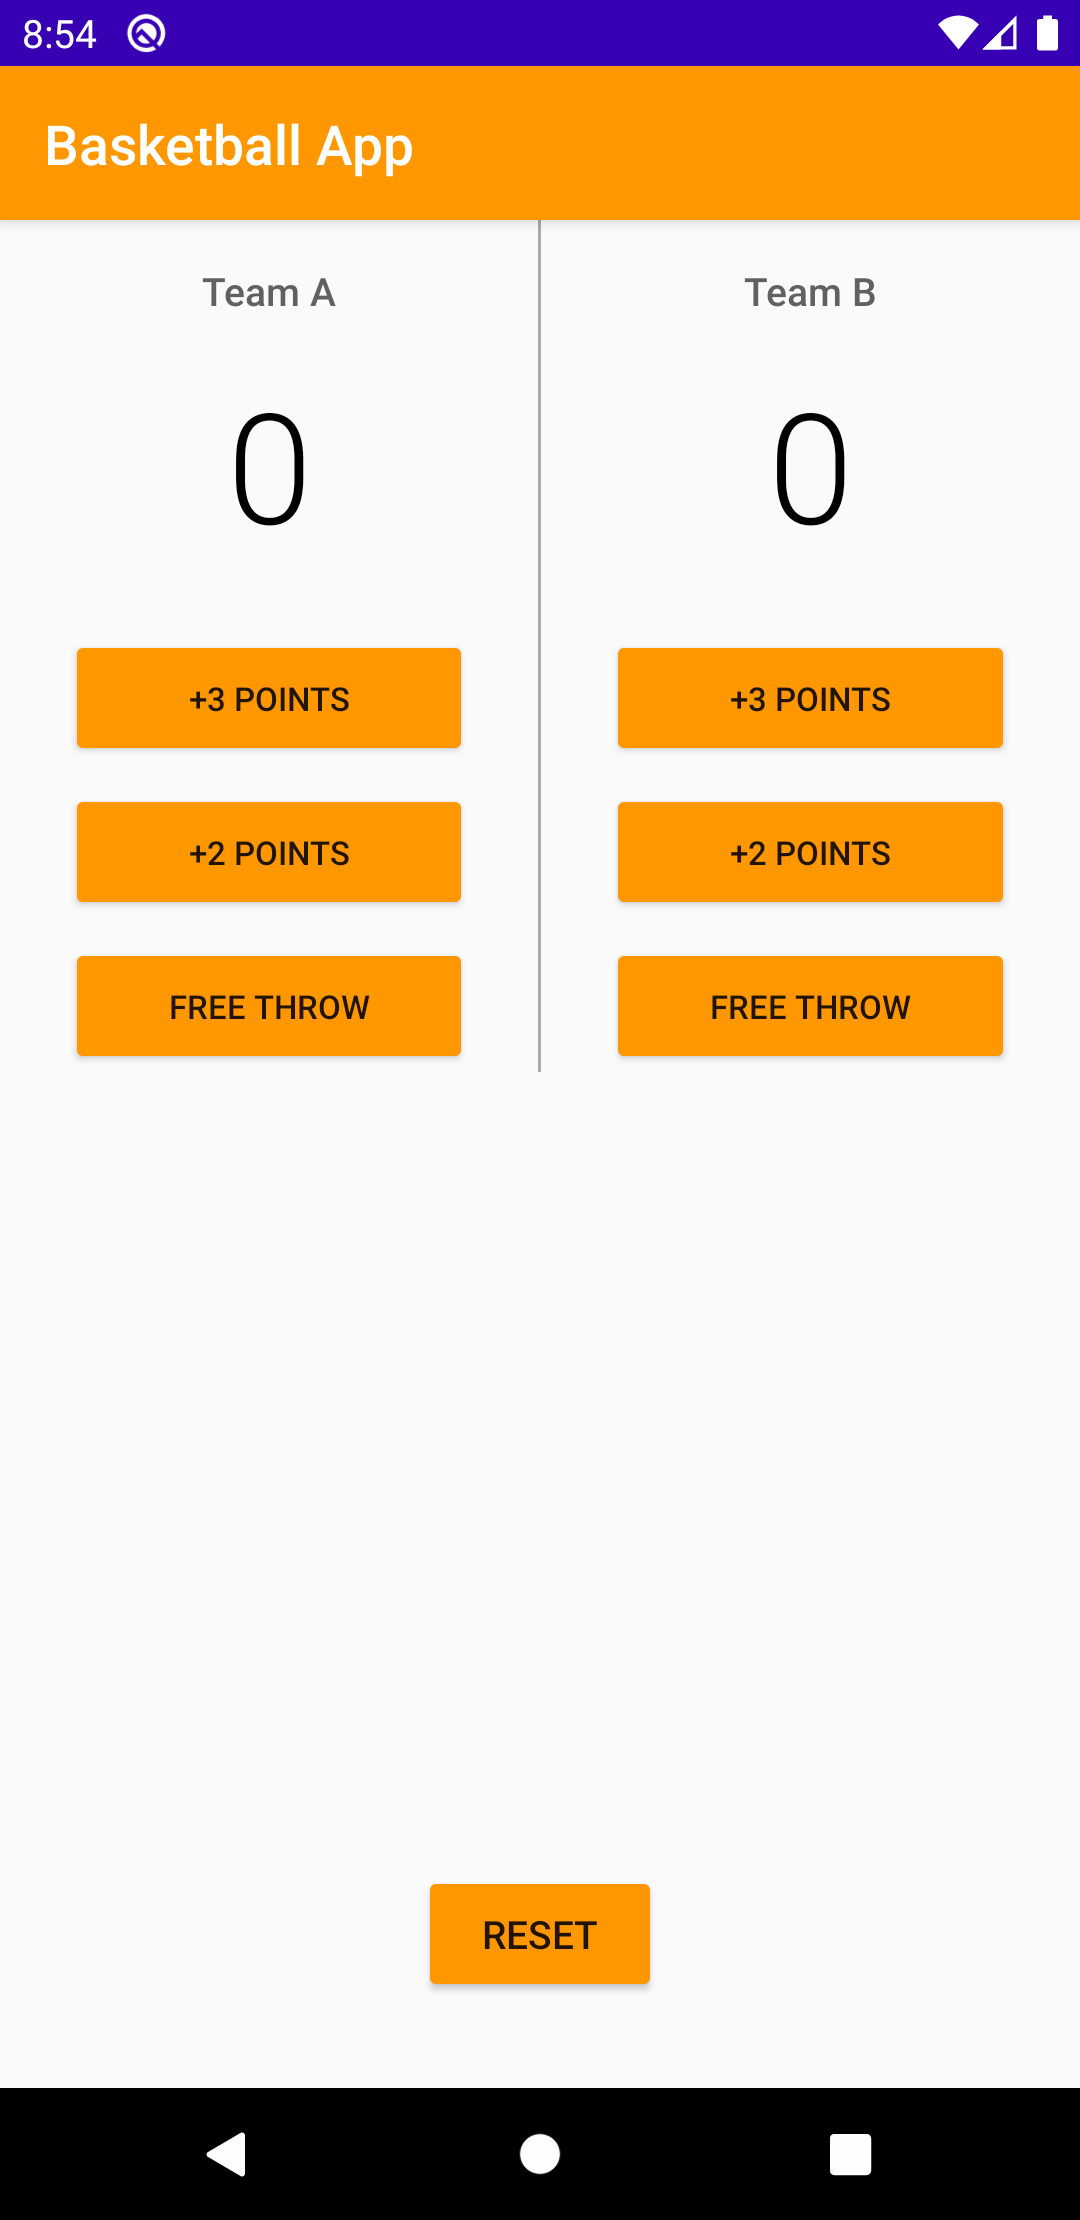 8:54
Basketball App
Team A
Team B
0
0
+3 POINTS
+3 POINTS
+2 POINTS
+2 POINTS
FREE THROW
FREE THROW
RESET